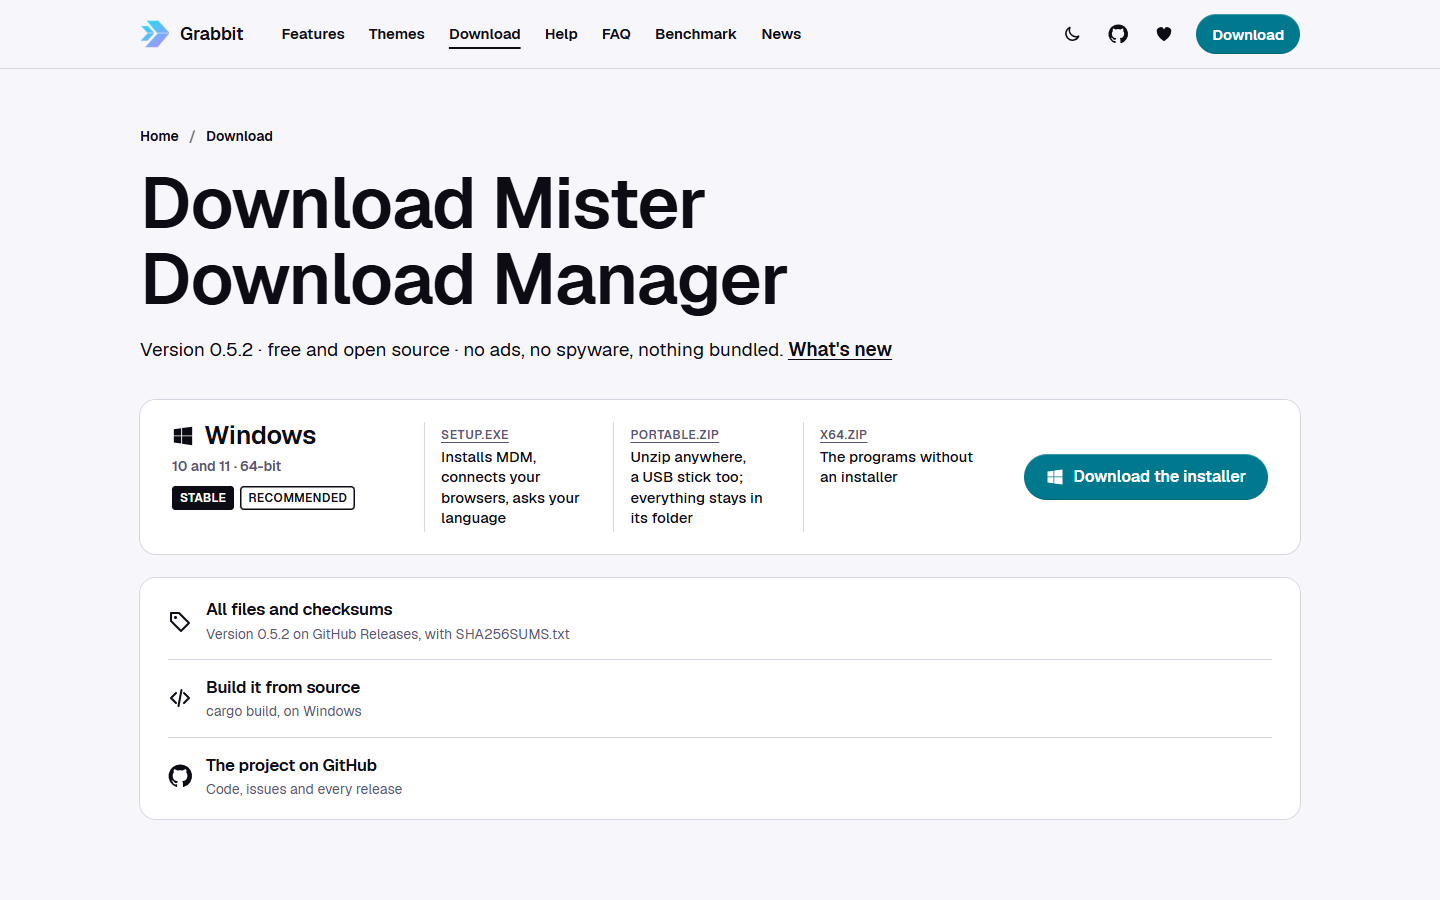 Grabbit
Features
Themes
Download
Help
FAQ
Benchmark
News
Download
Home / Download
Download Mister
Download Manager
Version 0.5.2 · free and open source · no ads, no spyware, nothing bundled. What's new
Windows
10 and 11 · 64-bit
STABLE
RECOMMENDED
SETUP.EXE
Installs MDM,
connects your
browsers, asks your
language
PORTABLE.ZIP
Unzip anywhere,
a USB stick too;
everything stays in
its folder
X64.ZIP
The programs without
an installer
Download the installer
All files and checksums
Version 0.5.2 on GitHub Releases, with SHA256SUMS.txt
Build it from source
cargo build, on Windows
The project on GitHub
Code, issues and every release